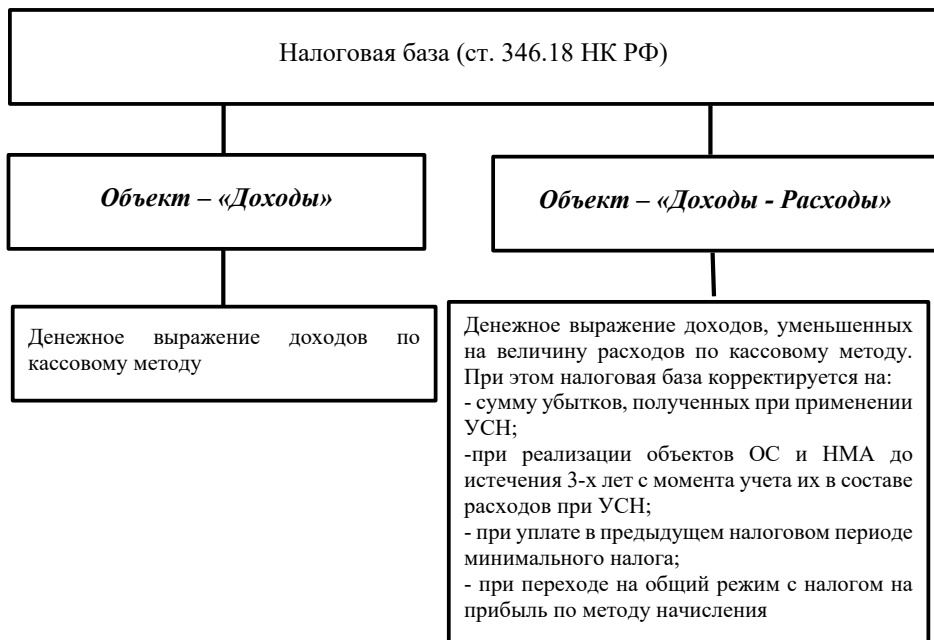 Налоговая база (ст. 346.18 НК РФ)
Объект – «Доходы»
Денежное выражение доходов по
кассовому методу
Объект – «Доходы - Расходы»
Денежное выражение доходов, уменьшенных
на величину расходов по кассовому методу.
При этом налоговая база корректируется на:
- сумму убытков, полученных при применении
УСН;
-при реализации объектов ОС и НМА до
истечения 3-х лет с момента учета их в составе
расходов при УСН;
- при уплате в предыдущем налоговом периоде
минимального налога;
- при переходе на общий режим с налогом на
прибыль по методу начисления